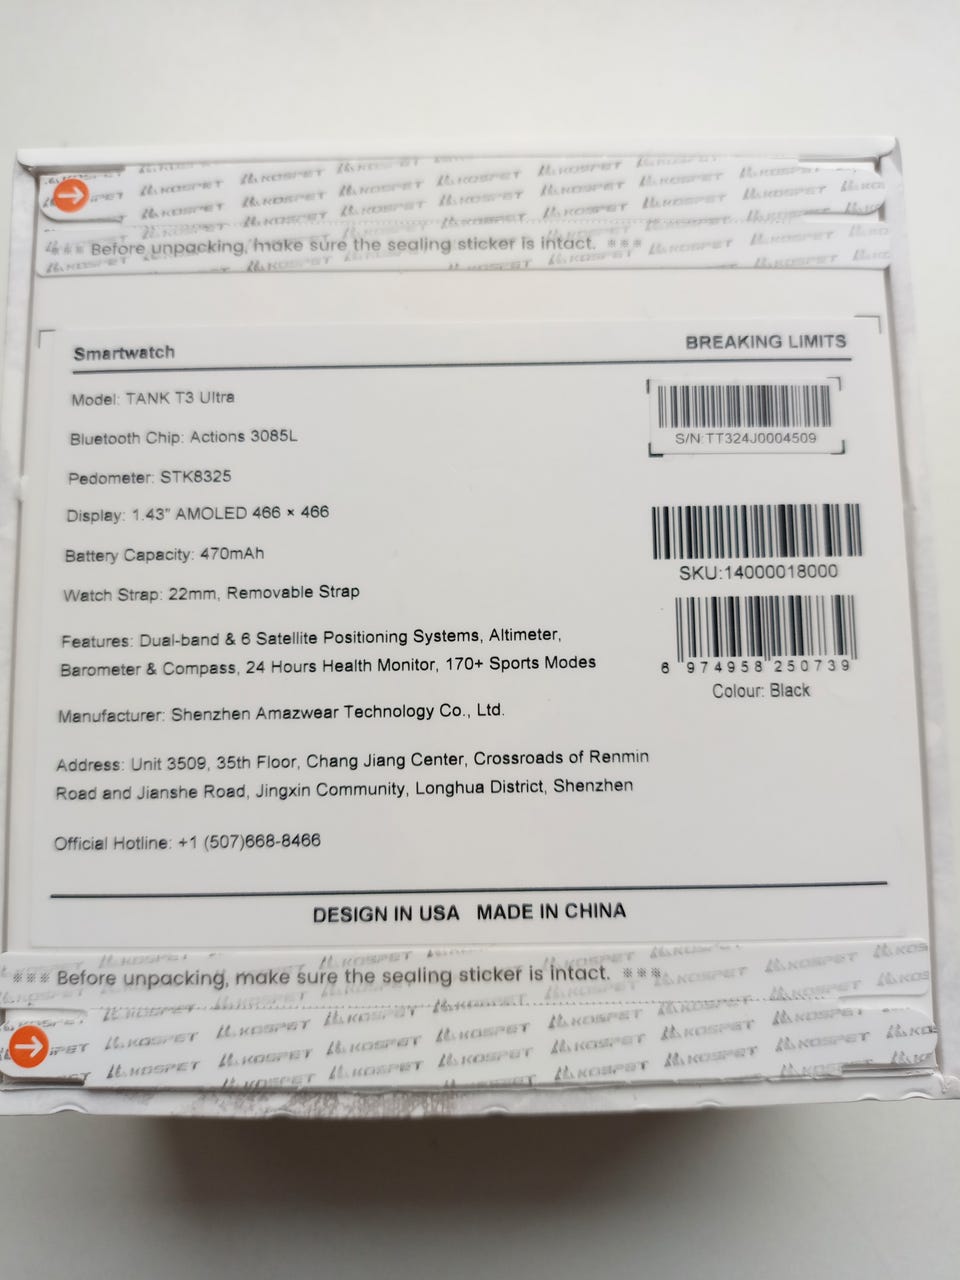 KOSPET
※※※ Before unpacking, make sure the sealing sticker is intact. ※※※
Smartwatch
BREAKING LIMITS
Model: TANK T3 Ultra
Bluetooth Chip: Actions 3085L
S/N:TT324J0004509
Pedometer: STK8325
Display: 1.43" AMOLED 466 × 466
Battery Capacity: 470mAh
SKU:14000018000
Watch Strap: 22mm, Removable Strap
Features: Dual-band & 6 Satellite Positioning Systems, Altimeter,
Barometer & Compass, 24 Hours Health Monitor, 170+ Sports Modes
6 974958 250739
Colour: Black
Manufacturer: Shenzhen Amazwear Technology Co., Ltd.
Address: Unit 3509, 35th Floor, Chang Jiang Center, Crossroads of Renmin
Road and Jianshe Road, Jingxin Community, Longhua District, Shenzhen
Official Hotline: +1 (507)668-8466
DESIGN IN USA MADE IN CHINA
※※※ Before unpacking, make sure the sealing sticker is intact. ※※※
KOSPET